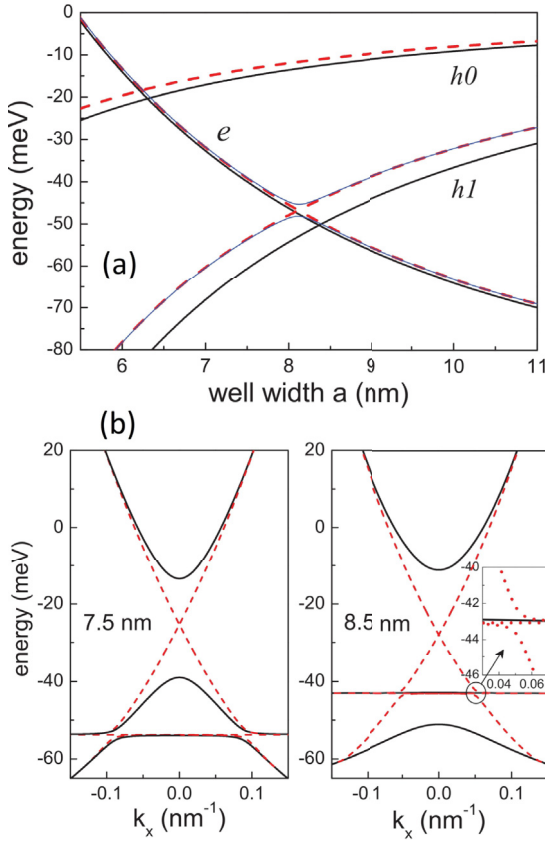 0
-10
-20
-30
-40
-50
-60
-70
-80
energy (meV)
h0
e
h1
(a)
6 7 8 9 10 11
well width a (nm)
(b)
20
0
-20
-40
-60
energy (meV)
7.5 nm
-0.1 0.0 0.1
k_x (nm⁻¹)
20
0
-20
-40
-60
8.5 nm
-40
-42
-44
-46
0.04 0.06
-0.1 0.0 0.1
k_x (nm⁻¹)